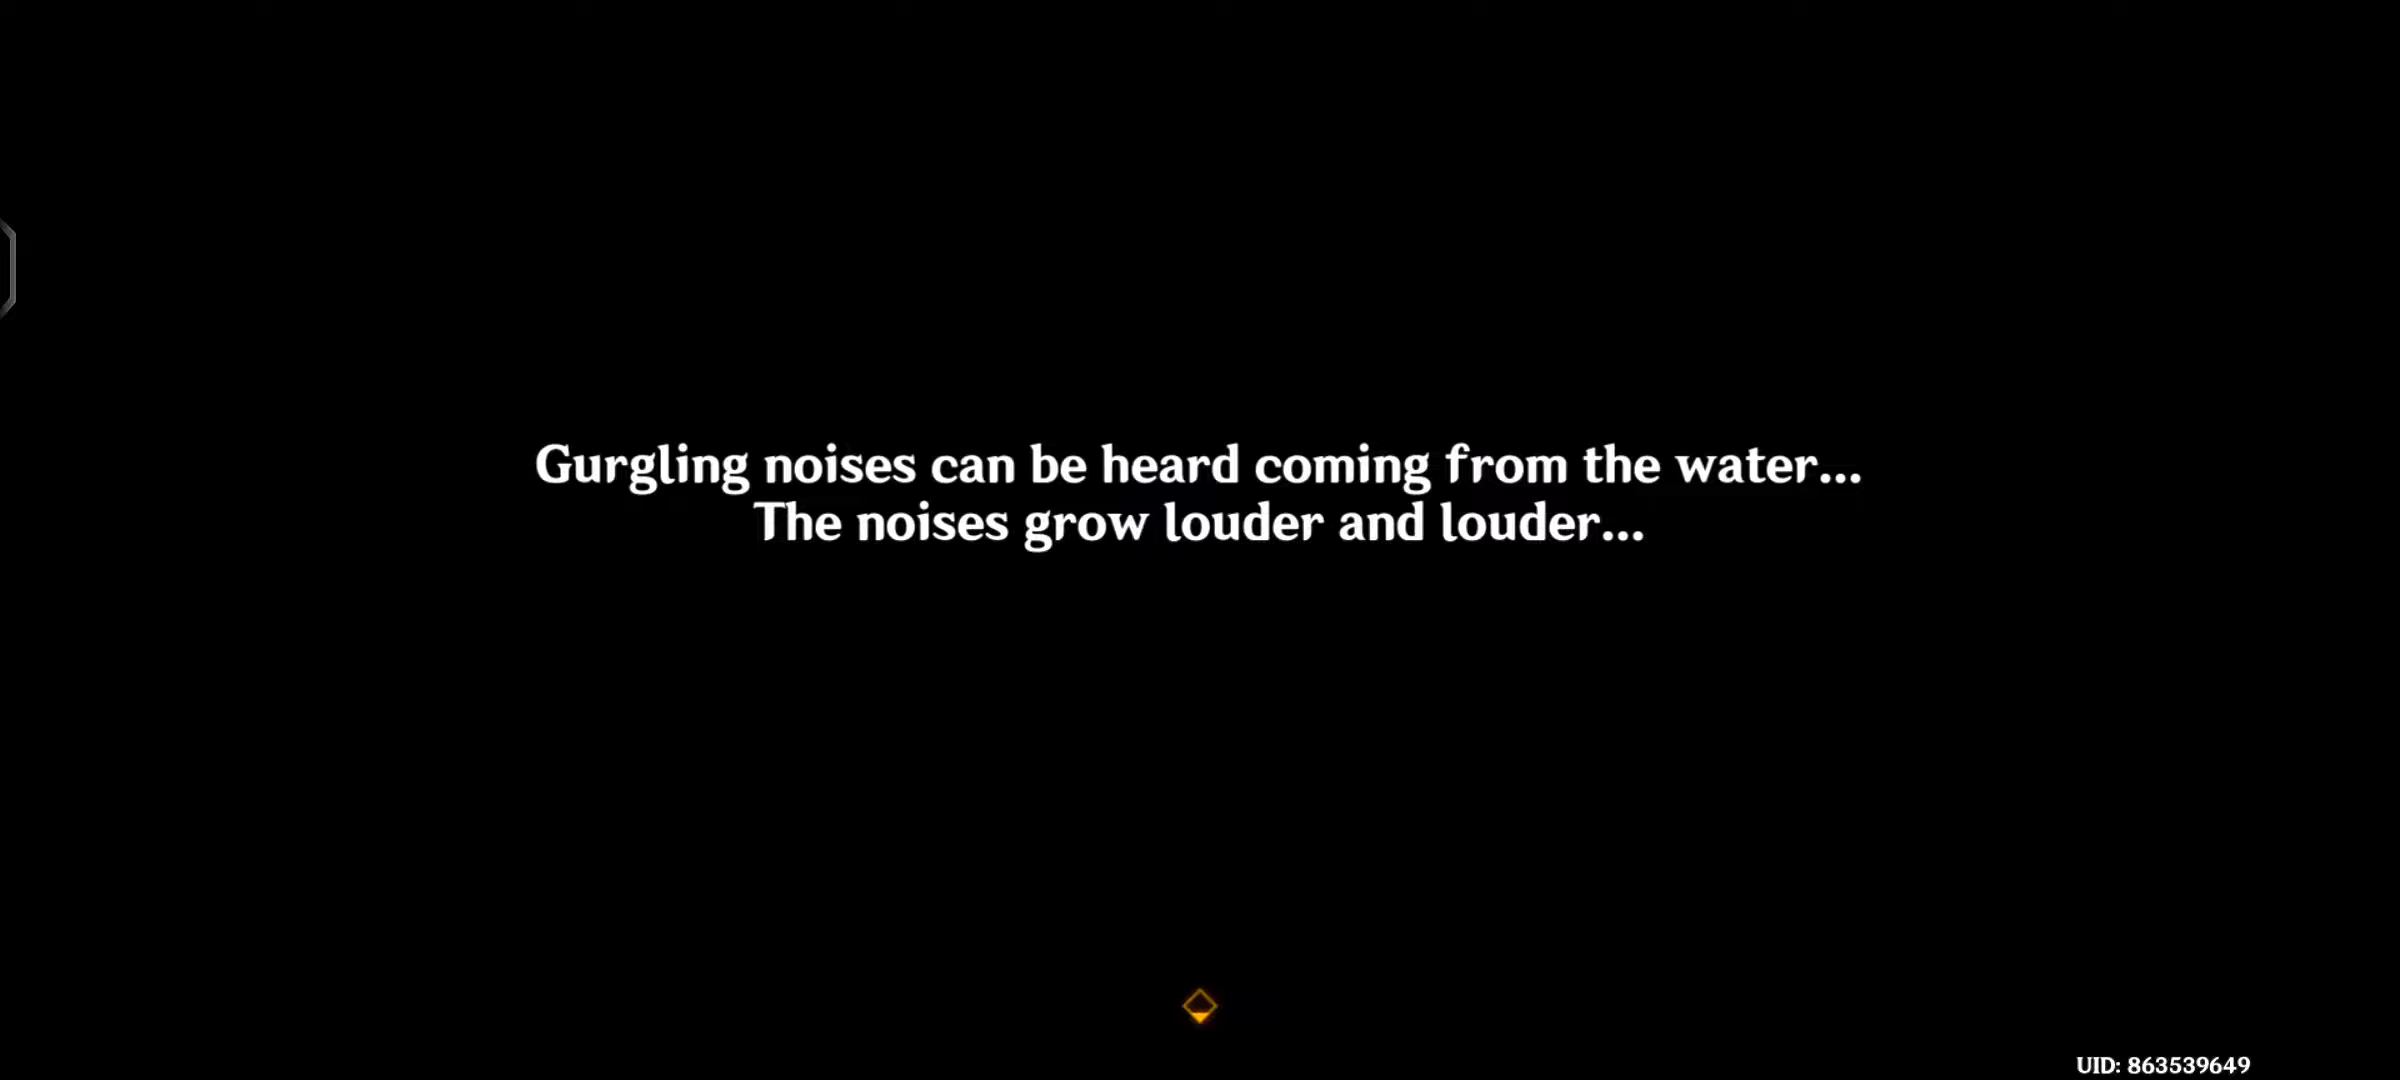 Gurgling noises can be heard coming from the water...
The noises grow louder and louder...
UID: 863539649